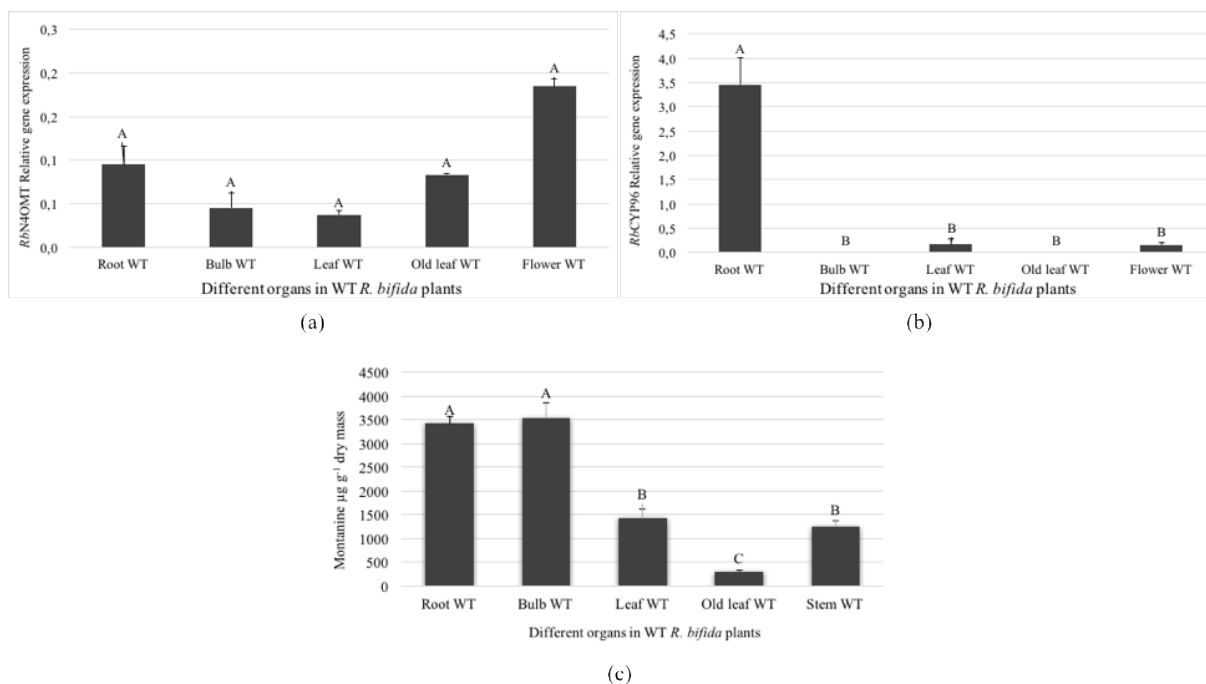 RbN4OMT Relative gene expression
0,3
0,2
0,2
0,1
0,1
0,0
A
A
A
A
A
Root WT Bulb WT Leaf WT Old leaf WT Flower WT
Different organs in WT R. bifida plants
(a)
RbCYP96 Relative gene expression
4,5
4,0
3,5
3,0
2,5
2,0
1,5
1,0
0,5
0,0
A
B
B
B
B
Root WT Bulb WT Leaf WT Old leaf WT Flower WT
Different organs in WT R. bifida plants
(b)
Montanine µg g-1 dry mass
4500
4000
3500
3000
2500
2000
1500
1000
500
0
A
A
B
C
B
Root WT Bulb WT Leaf WT Old leaf WT Stem WT
Different organs in WT R. bifida plants
(c)